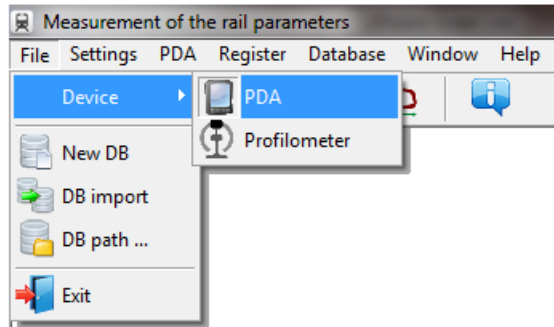 Measurement of the rail parameters
File Settings PDA Register Database Window Help
Device PDA
Profilometer
New DB
DB import
DB path ...
Exit